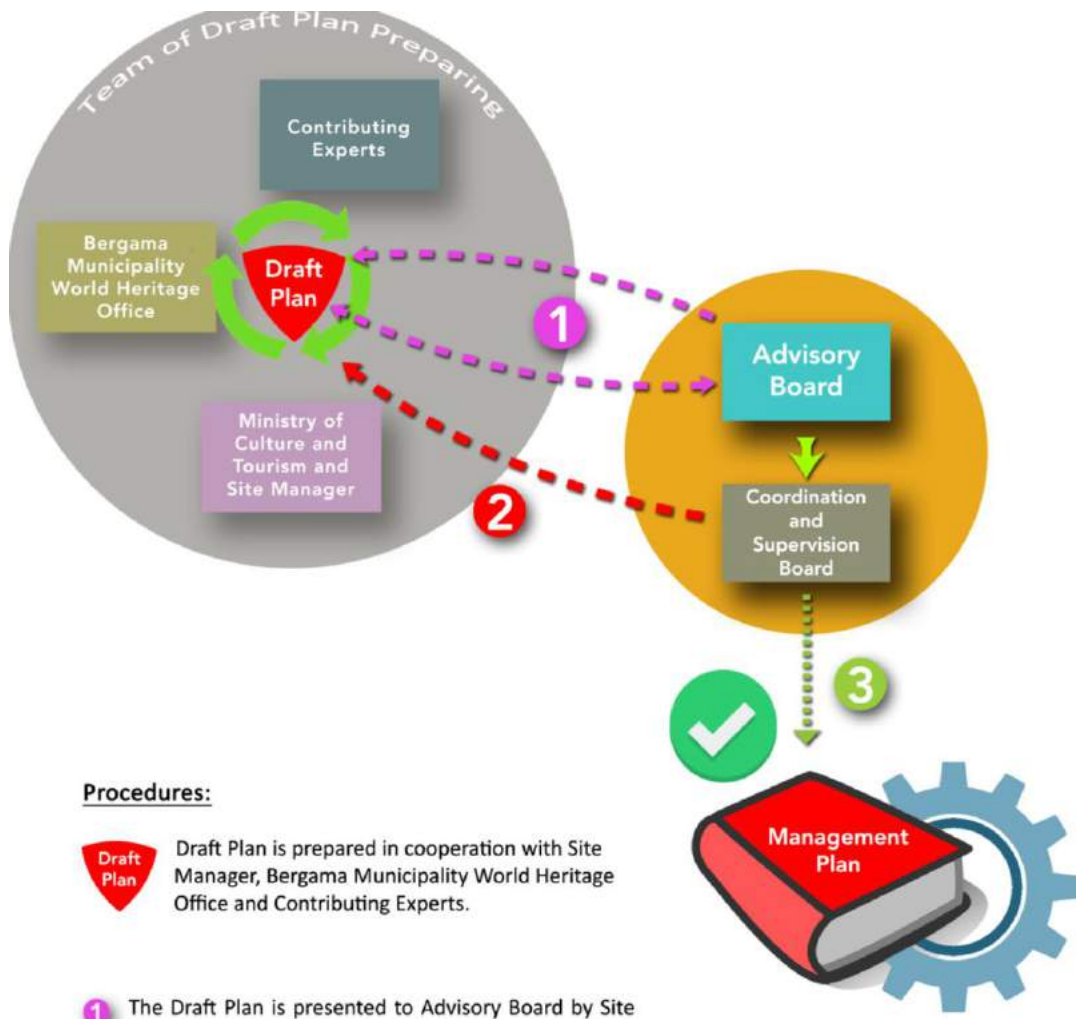 Team of Draft Plan Preparing
Contributing
Experts
Bergama
Municipality
World Heritage
Office
Draft
Plan
Ministry of
Culture and
Tourism and
Site Manager
1
2
Advisory
Board
Coordination
and
Supervision
Board
3
Management
Plan
Procedures:
Draft
Plan
Draft Plan is prepared in cooperation with Site
Manager, Bergama Municipality World Heritage
Office and Contributing Experts.
1
The Draft Plan is presented to Advisory Board by Site